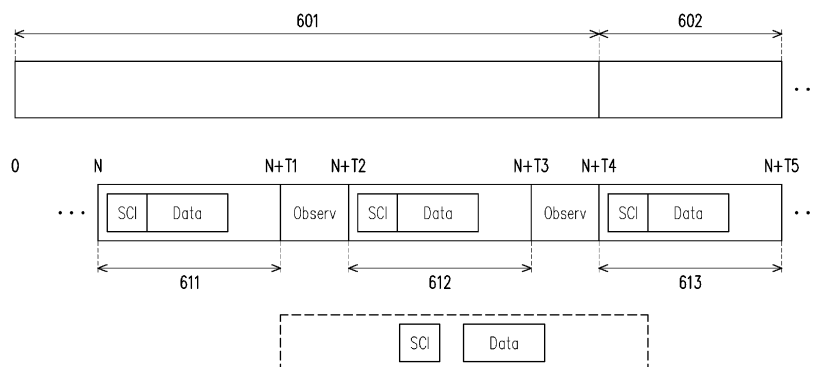 601 602
0 N N+T1 N+T2 N+T3 N+T4 N+T5
SCI Data Observ SCI Data Observ SCI Data
611 612 613
SCI Data